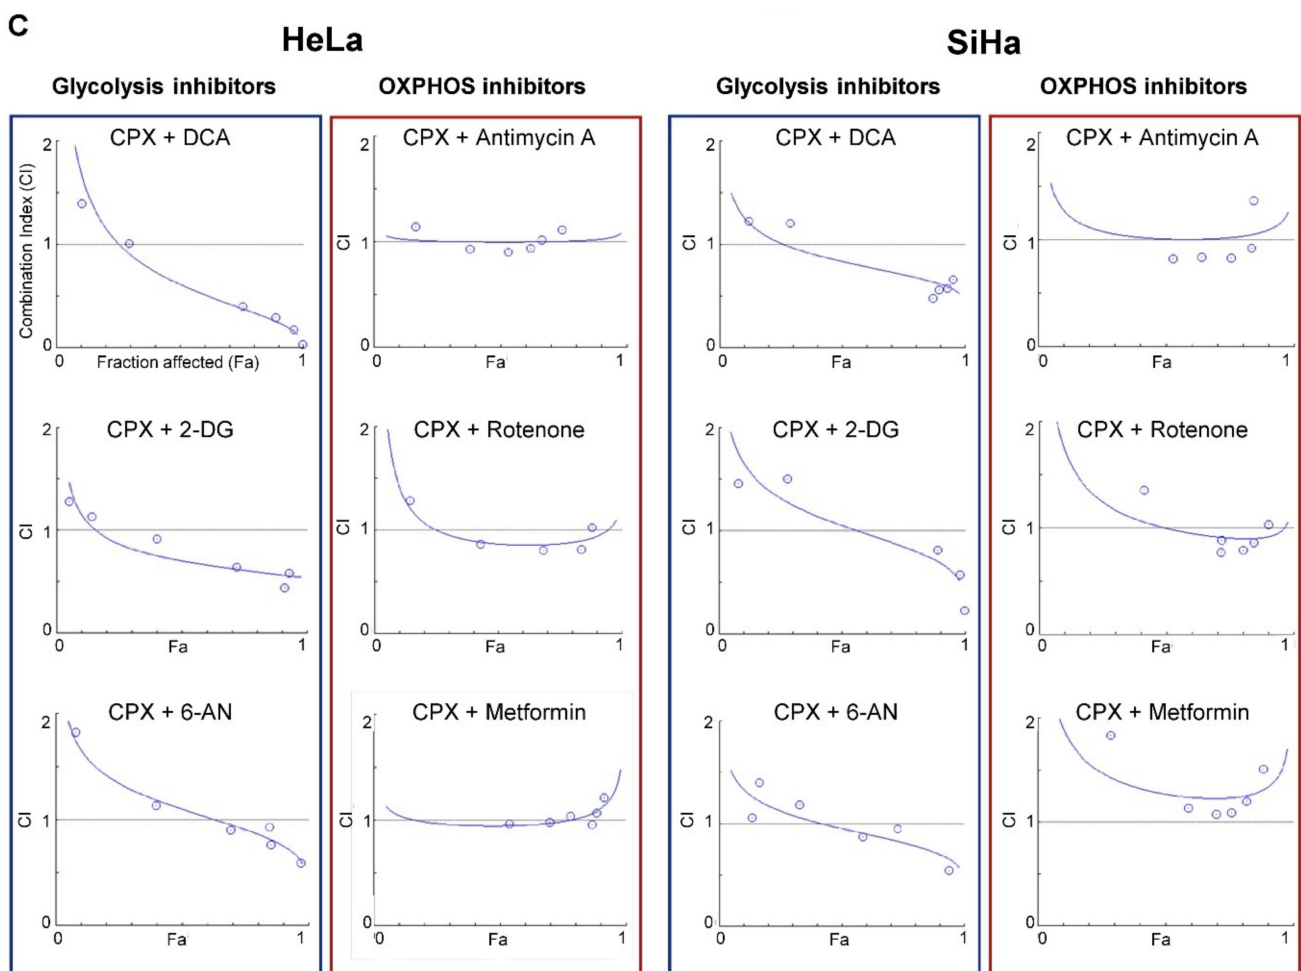 C
HeLa
SiHa
Glycolysis inhibitors
OXPHOS inhibitors
Glycolysis inhibitors
OXPHOS inhibitors
CPX + DCA
2
1
0
Combination Index (CI)
0
Fraction affected (Fa)
1
CPX + Antimycin A
2
1
0
CI
0
Fa
1
CPX + DCA
2
1
0
CI
0
Fa
1
CPX + Antimycin A
2
1
0
CI
0
Fa
1
CPX + 2-DG
2
1
0
CI
0
Fa
1
CPX + Rotenone
2
1
0
CI
0
Fa
1
CPX + 2-DG
2
1
0
CI
0
Fa
1
CPX + Rotenone
2
1
0
CI
0
Fa
1
CPX + 6-AN
2
1
0
CI
0
Fa
1
CPX + Metformin
2
1
0
CI
0
Fa
1
CPX + 6-AN
2
1
0
CI
0
Fa
1
CPX + Metformin
2
1
0
CI
0
Fa
1